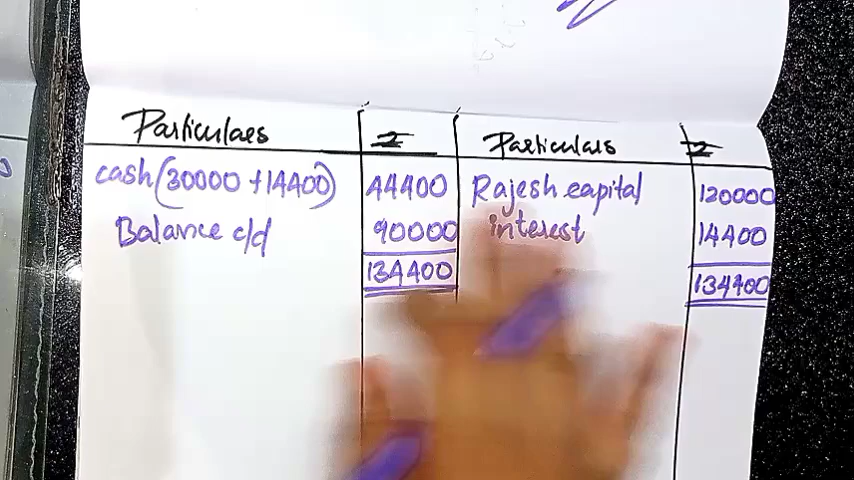 Particulars ₹ Particulars ₹
cash (30000 + 14400) 44400 Rajesh capital 120000
Balance c/d 90000 interest 14400
134400 134400